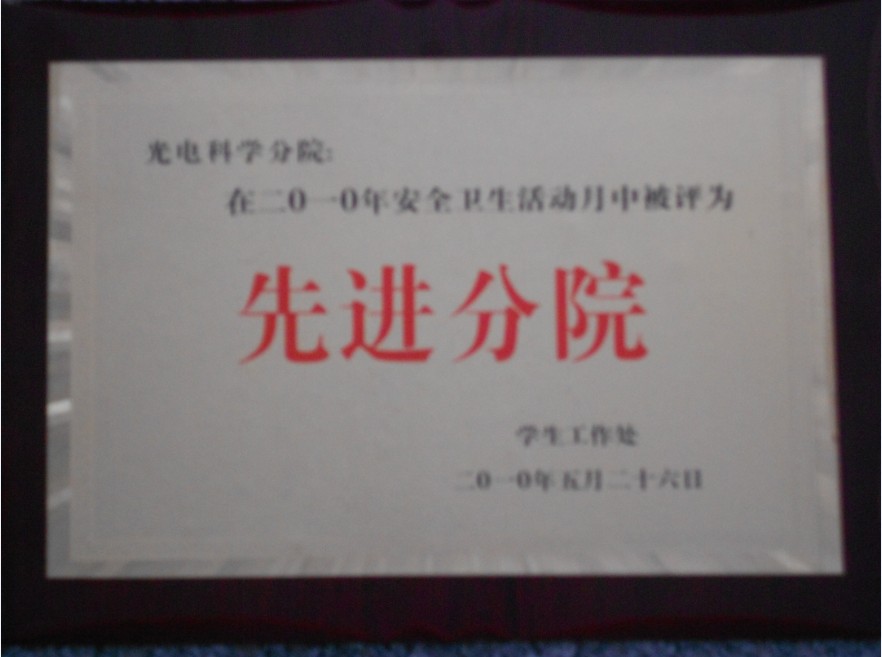 光电科学分院:
在二0一0年安全卫生活动月中被评为
先进分院
学生工作处
二0一0年五月二十六日